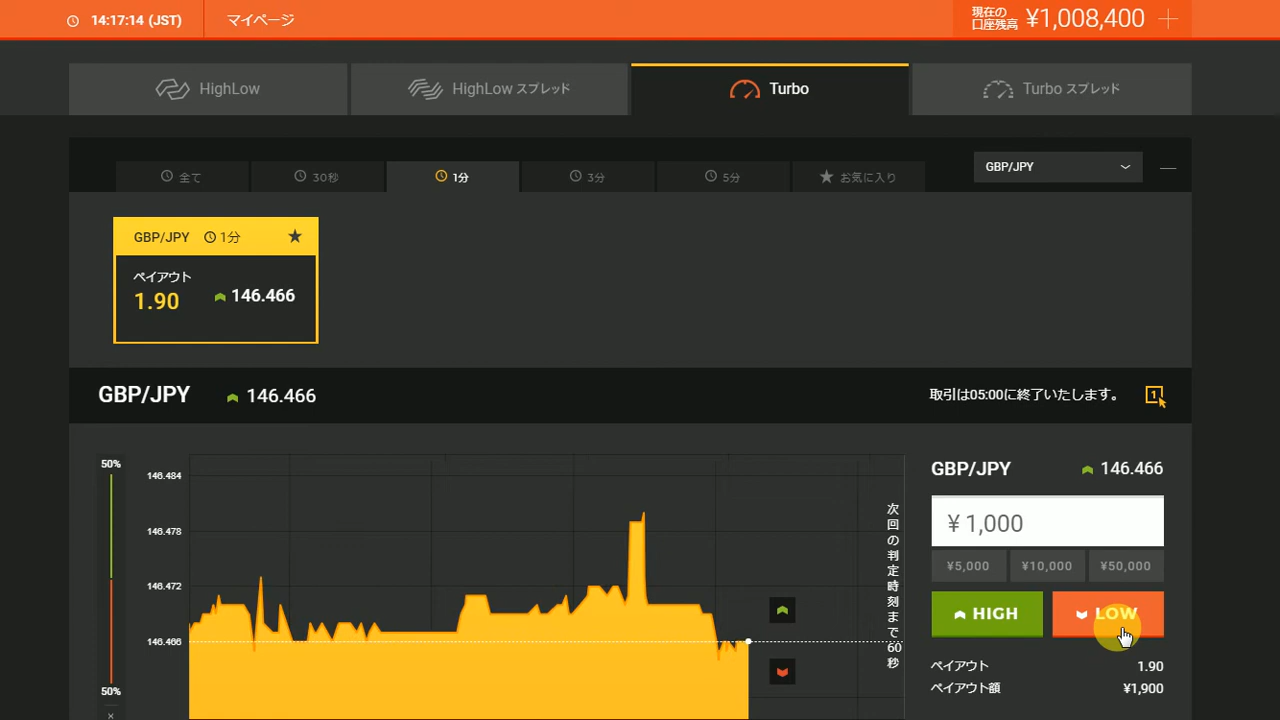 14:17:14 (JST)
マイページ
現在の
口座残高
¥1,008,400
HighLow
HighLow スプレッド
Turbo
Turbo スプレッド
全て
30秒
1分
3分
5分
お気に入り
GBP/JPY
GBP/JPY 1分
ペイアウト
1.90
146.466
GBP/JPY 146.466
取引は05:00に終了いたします。
1
50%
50%
×
146.484
146.478
146.472
146.466
次回の判定時刻まで60秒
GBP/JPY 146.466
¥ 1,000
¥5,000
¥10,000
¥50,000
HIGH
LOW
ペイアウト 1.90
ペイアウト額 ¥1,900